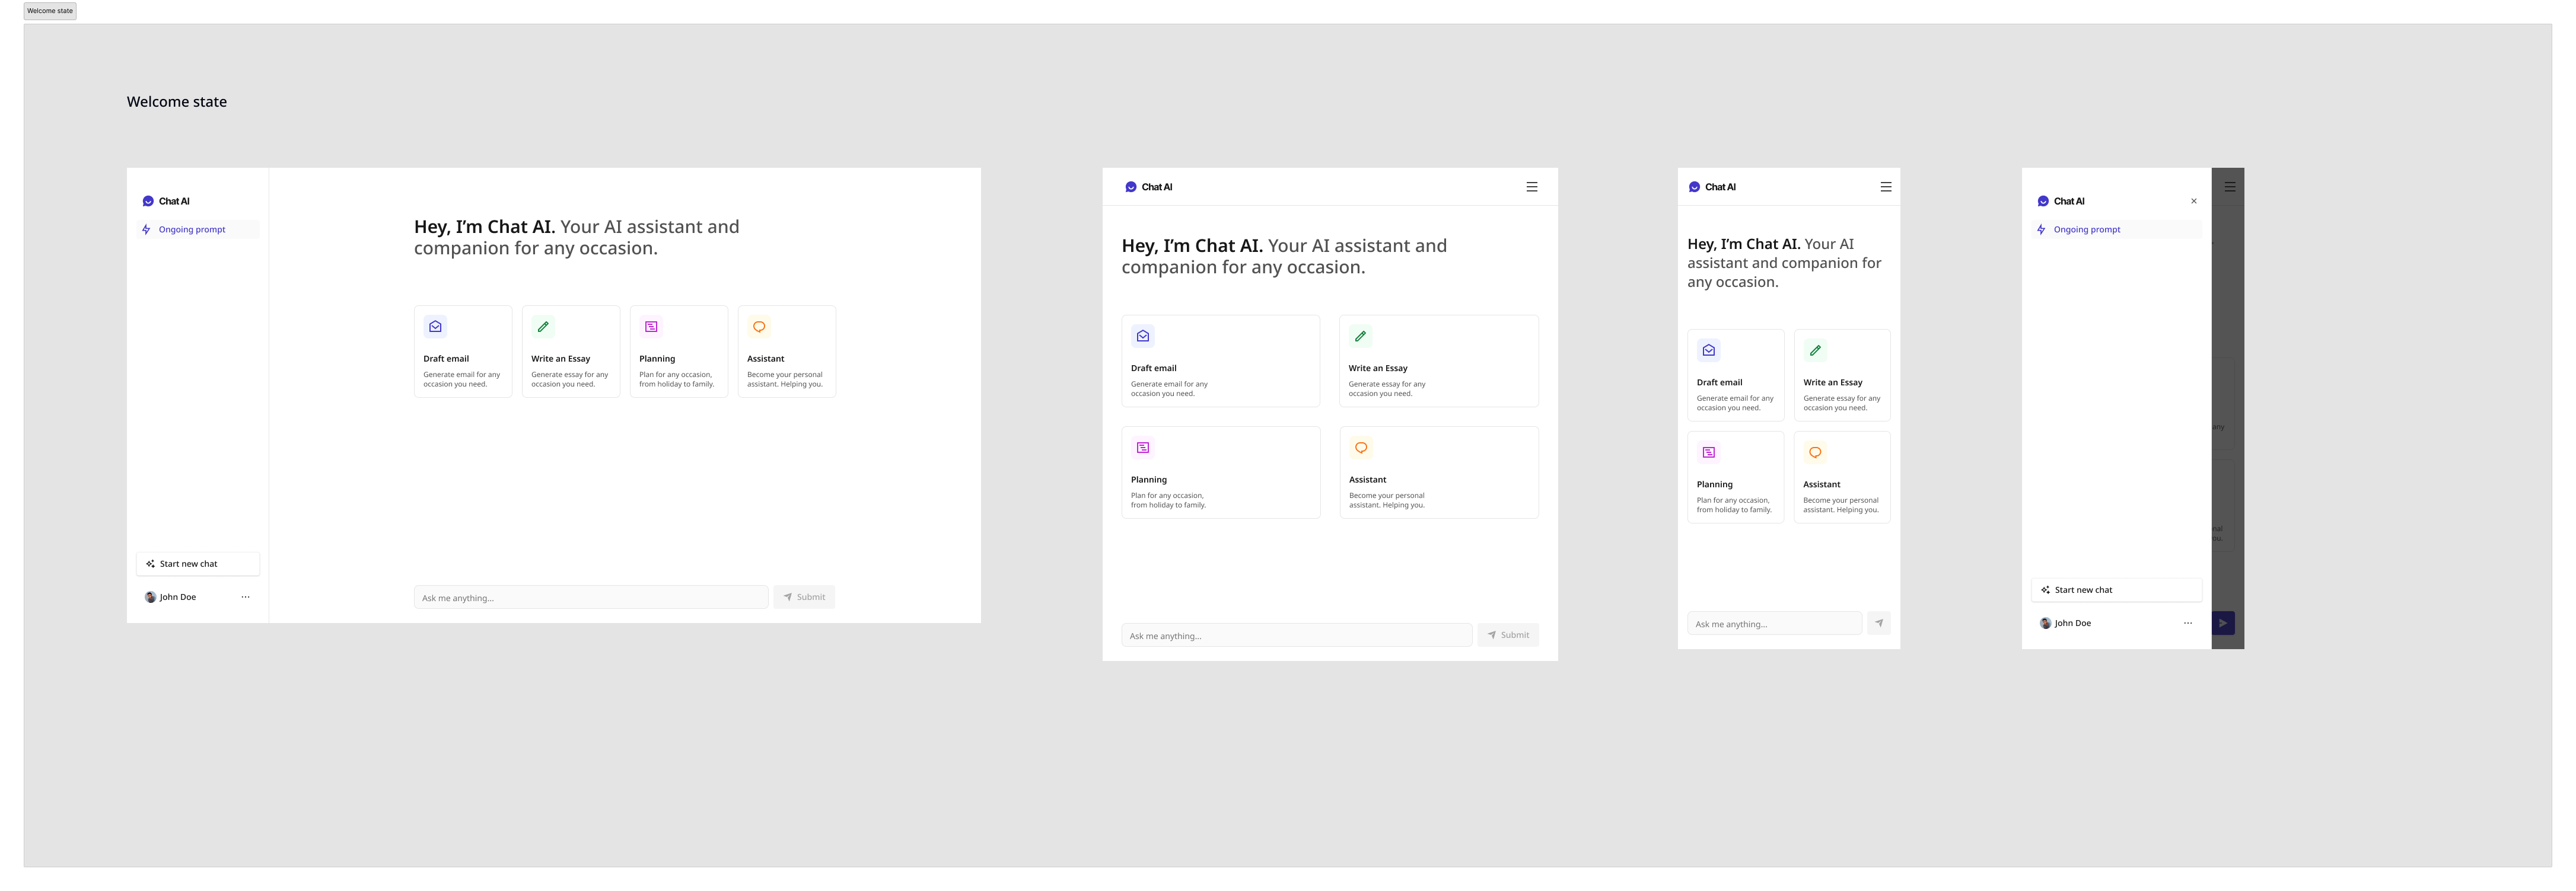 Welcome state
Welcome state
Chat AI
Ongoing prompt
Start new chat
John Doe
Hey, I’m Chat AI. Your AI assistant and
companion for any occasion.
Draft email
Generate email for any
occasion you need.
Write an Essay
Generate essay for any
occasion you need.
Planning
Plan for any occasion,
from holiday to family.
Assistant
Become your personal
assistant. Helping you.
Ask me anything...
Submit
Chat AI
Hey, I’m Chat AI. Your AI assistant and
companion for any occasion.
Draft email
Generate email for any
occasion you need.
Write an Essay
Generate essay for any
occasion you need.
Planning
Plan for any occasion,
from holiday to family.
Assistant
Become your personal
assistant. Helping you.
Ask me anything...
Submit
Chat AI
Hey, I’m Chat AI. Your AI
assistant and companion for
any occasion.
Draft email
Generate email for any
occasion you need.
Write an Essay
Generate essay for any
occasion you need.
Planning
Plan for any occasion,
from holiday to family.
Assistant
Become your personal
assistant. Helping you.
Ask me anything...
Chat AI
Ongoing prompt
any
Start new chat
John Doe